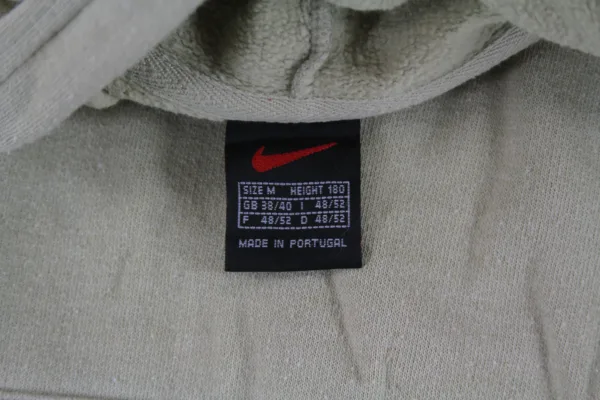 SIZE M HEIGHT 180
GB 38/40 I 48/52
F 48/52 D 48/52
MADE IN PORTUGAL